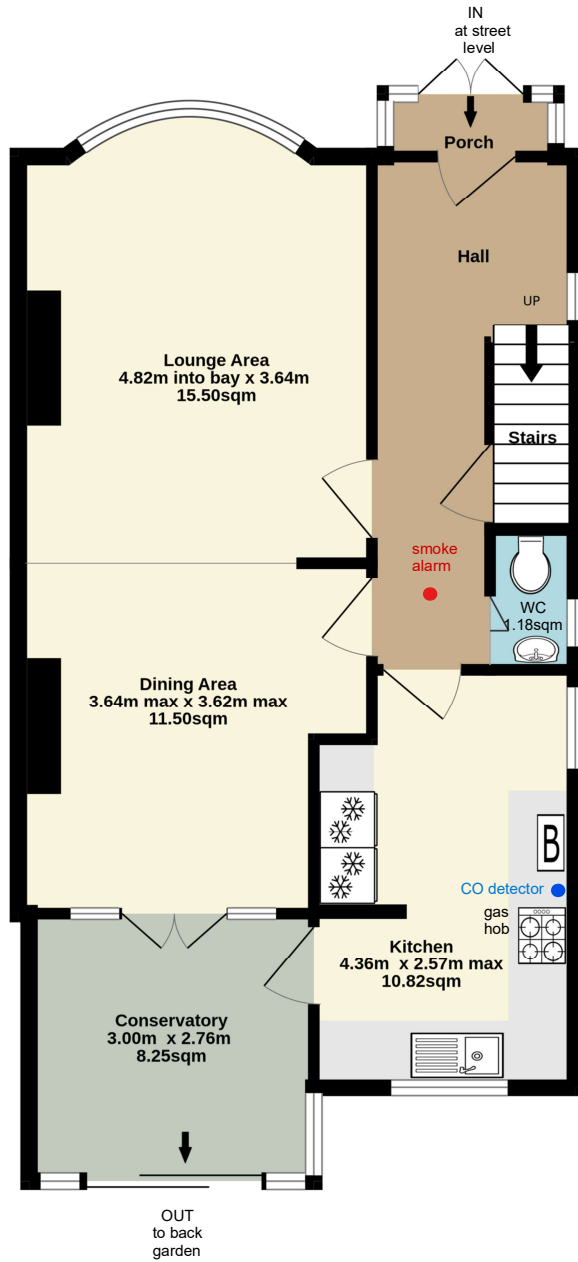 IN
at street
level
Porch
Hall
UP
Lounge Area
4.82m into bay x 3.64m
15.50sqm
Stairs
smoke
alarm
WC
1.18sqm
Dining Area
3.64m max x 3.62m max
11.50sqm
B
CO detector
gas
hob
Kitchen
4.36m x 2.57m max
10.82sqm
Conservatory
3.00m x 2.76m
8.25sqm
OUT
to back
garden